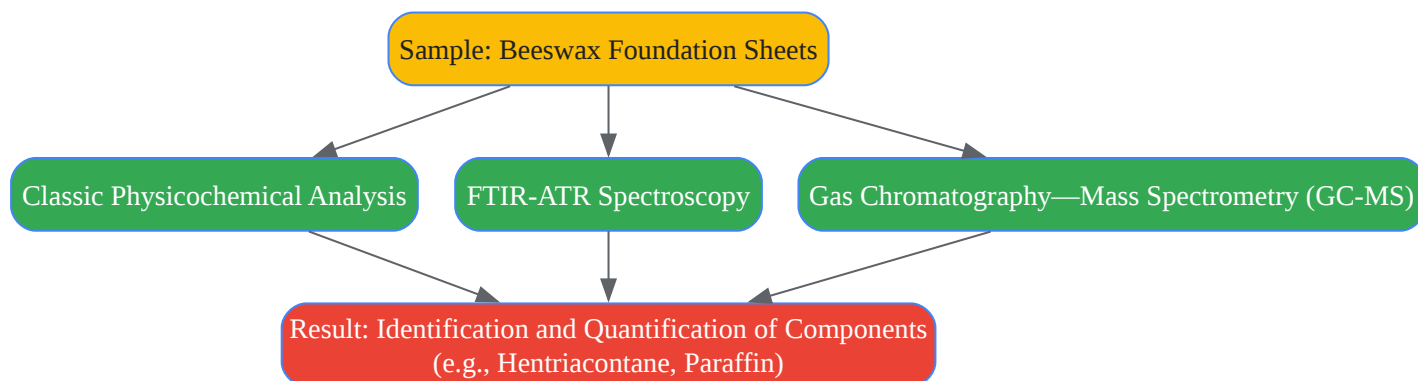 Sample: Beeswax Foundation Sheets
Classic Physicochemical Analysis
FTIR-ATR Spectroscopy
Gas Chromatography—Mass Spectrometry (GC-MS)
Result: Identification and Quantification of Components
(e.g., Hentriacontane, Paraffin)